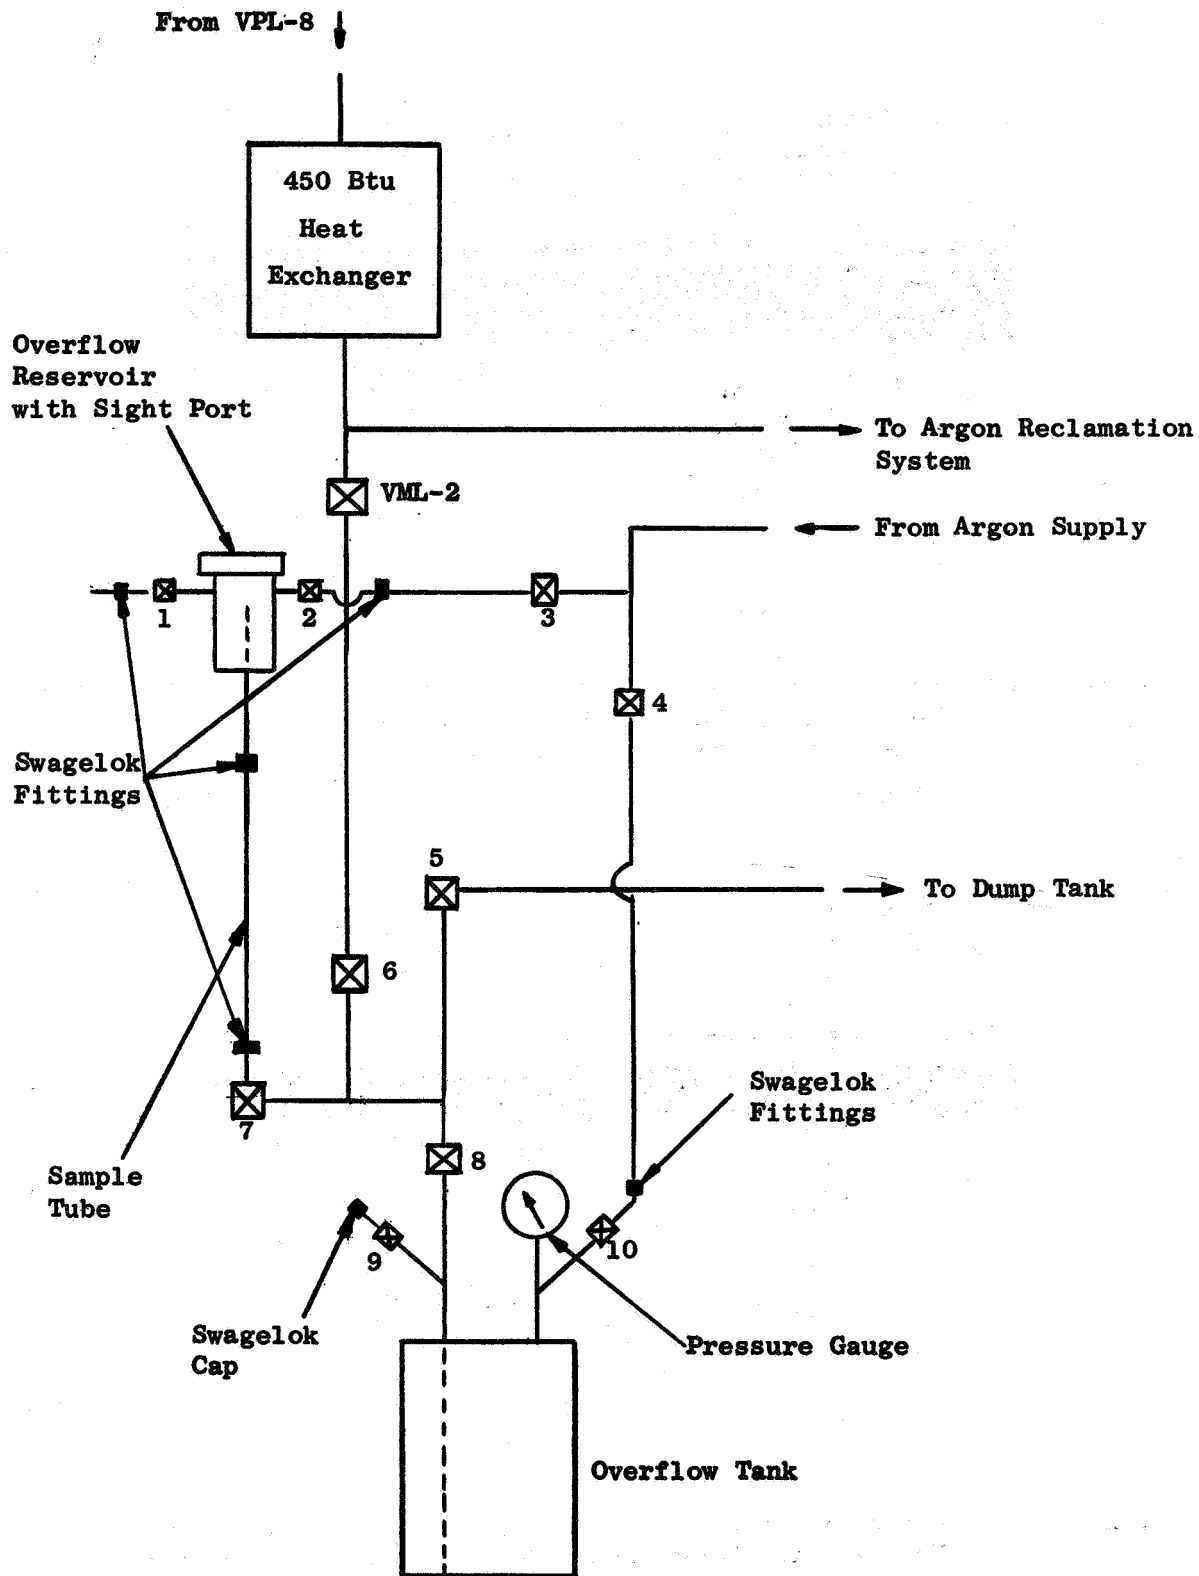 From VPL-8
450 Btu
Heat
Exchanger
Overflow
Reservoir
with Sight Port
To Argon Reclamation
System
VML-2
From Argon Supply
1
2
3
4
Swagelok
Fittings
5
To Dump Tank
6
Swagelok
Fittings
7
8
Sample
Tube
9
10
Swagelok
Cap
Pressure Gauge
Overflow Tank